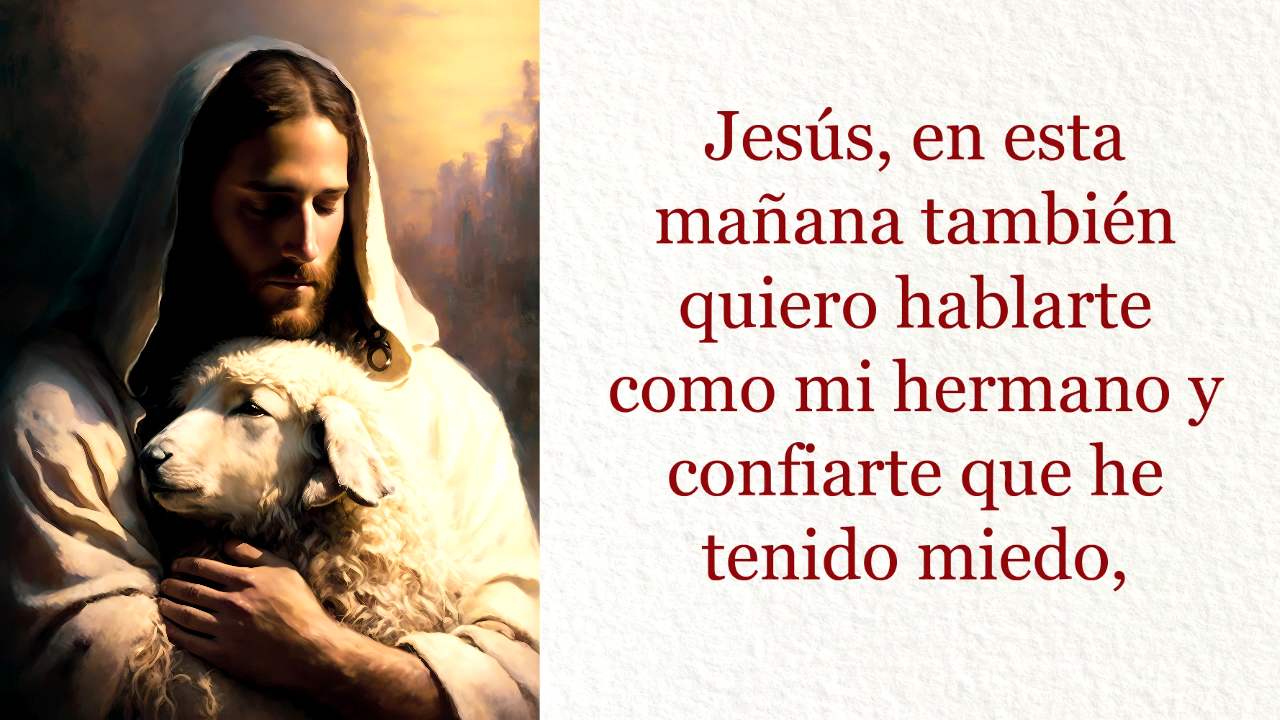 Jesús, en esta
mañana también
quiero hablarte
como mi hermano y
confiarte que he
tenido miedo,